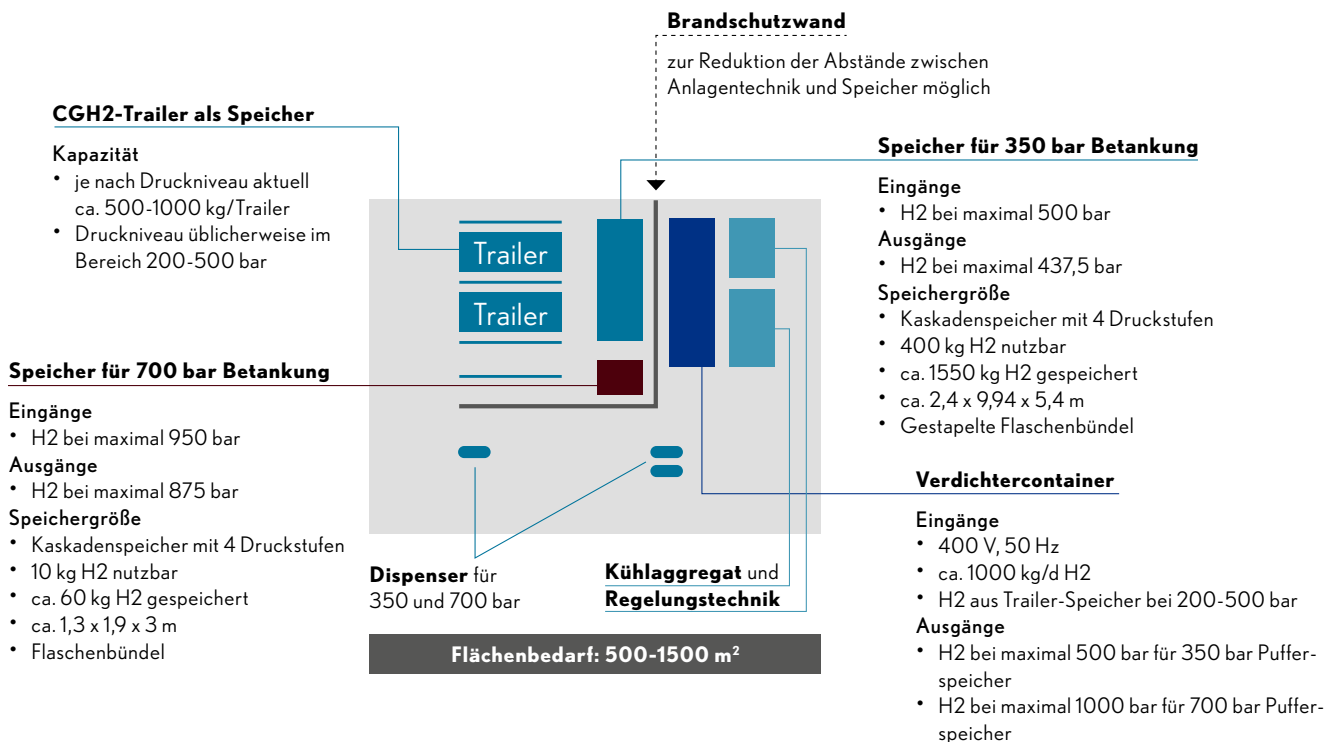 Brandschutzwand
zur Reduktion der Abstände zwischen
Anlagentechnik und Speicher möglich
CGH2-Trailer als Speicher
Kapazität
• je nach Druckniveau aktuell
ca. 500-1000 kg/Trailer
• Druckniveau üblicherweise im
Bereich 200-500 bar
Speicher für 350 bar Betankung
Eingänge
• H2 bei maximal 500 bar
Ausgänge
• H2 bei maximal 437,5 bar
Speichergröße
• Kaskadenspeicher mit 4 Druckstufen
• 400 kg H2 nutzbar
• ca. 1550 kg H2 gespeichert
• ca. 2,4 x 9,94 x 5,4 m
• Gestapelte Flaschenbündel
Trailer
Trailer
Speicher für 700 bar Betankung
Eingänge
• H2 bei maximal 950 bar
Ausgänge
• H2 bei maximal 875 bar
Speichergröße
• Kaskadenspeicher mit 4 Druckstufen
• 10 kg H2 nutzbar
• ca. 60 kg H2 gespeichert
• ca. 1,3 x 1,9 x 3 m
• Flaschenbündel
Verdichtercontainer
Eingänge
• 400 V, 50 Hz
• ca. 1000 kg/d H2
• H2 aus Trailer-Speicher bei 200-500 bar
Ausgänge
• H2 bei maximal 500 bar für 350 bar Puffer-
speicher
• H2 bei maximal 1000 bar für 700 bar Puffer-
speicher
Dispenser für
350 und 700 bar
Kühlaggregat und
Regelungstechnik
Flächenbedarf: 500-1500 m²